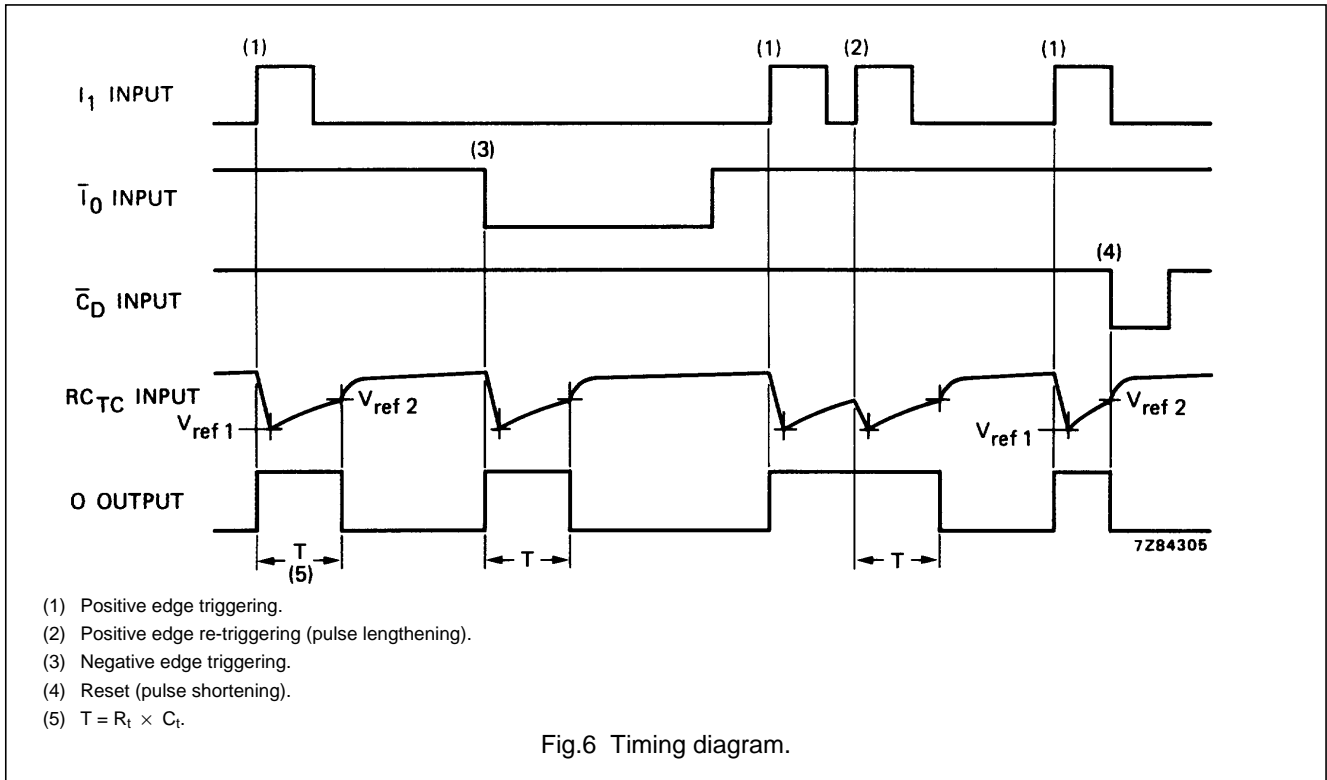 (1) (1) (2) (1)
I1 INPUT
(3)
Ī0 INPUT
(4)
C̄D INPUT
RCTC INPUT
Vref 2 Vref 2
Vref 1 Vref 1
O OUTPUT
7Z84305
T T T
(5)
(1) Positive edge triggering.
(2) Positive edge re-triggering (pulse lengthening).
(3) Negative edge triggering.
(4) Reset (pulse shortening).
(5) T = Rt × Ct.
Fig.6 Timing diagram.